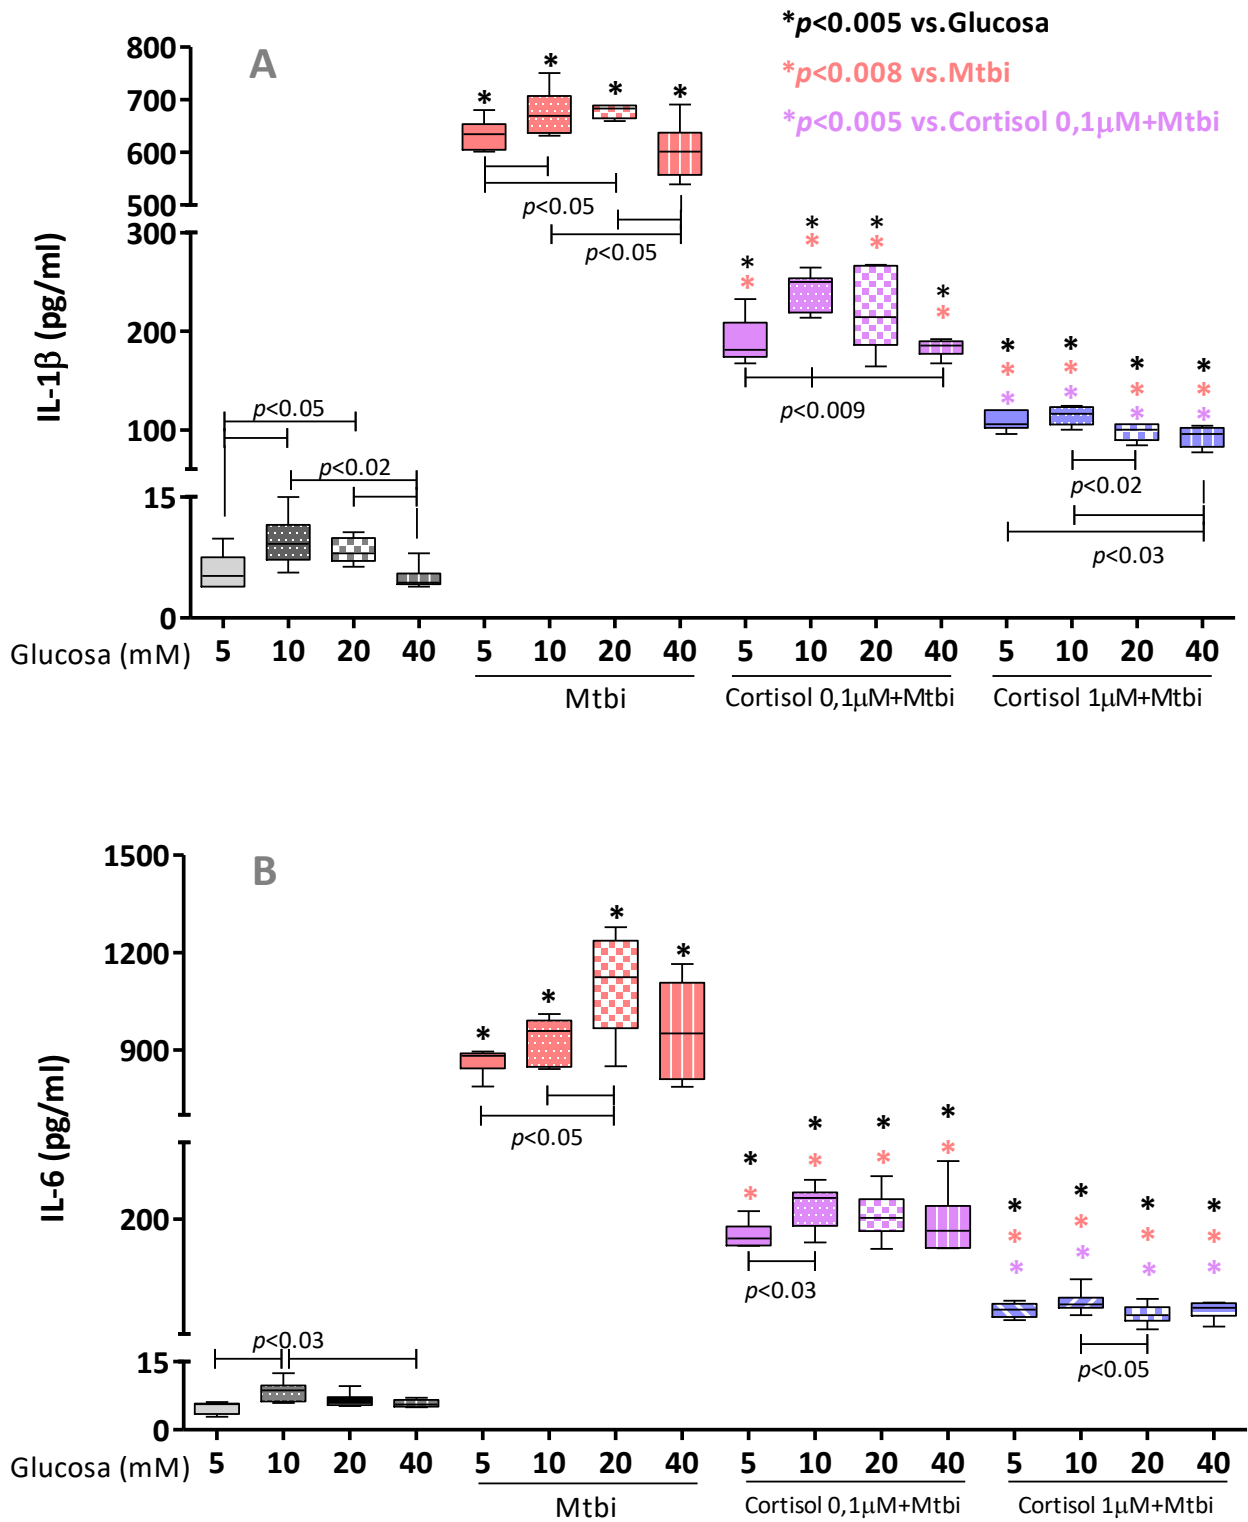 *p<0.005 vs.Glucosa
*p<0.008 vs.Mtbi
*p<0.005 vs.Cortisol 0,1μM+Mtbi
A
IL-1β (pg/ml)
800
700
600
500
300
200
100
15
0
* * * *
p<0.05
p<0.05
* * * *
* * * *
p<0.009
* * * *
* * * *
* * * *
p<0.05
p<0.02
p<0.02
p<0.03
Glucosa (mM) 5 10 20 40 5 10 20 40 5 10 20 40 5 10 20 40
Mtbi Cortisol 0,1μM+Mtbi Cortisol 1μM+Mtbi
B
IL-6 (pg/ml)
1500
1200
900
200
15
0
* * * *
p<0.05
* * * *
* * * *
p<0.03
* * * *
* * * *
* * * *
p<0.05
p<0.03
Glucosa (mM) 5 10 20 40 5 10 20 40 5 10 20 40 5 10 20 40
Mtbi Cortisol 0,1μM+Mtbi Cortisol 1μM+Mtbi